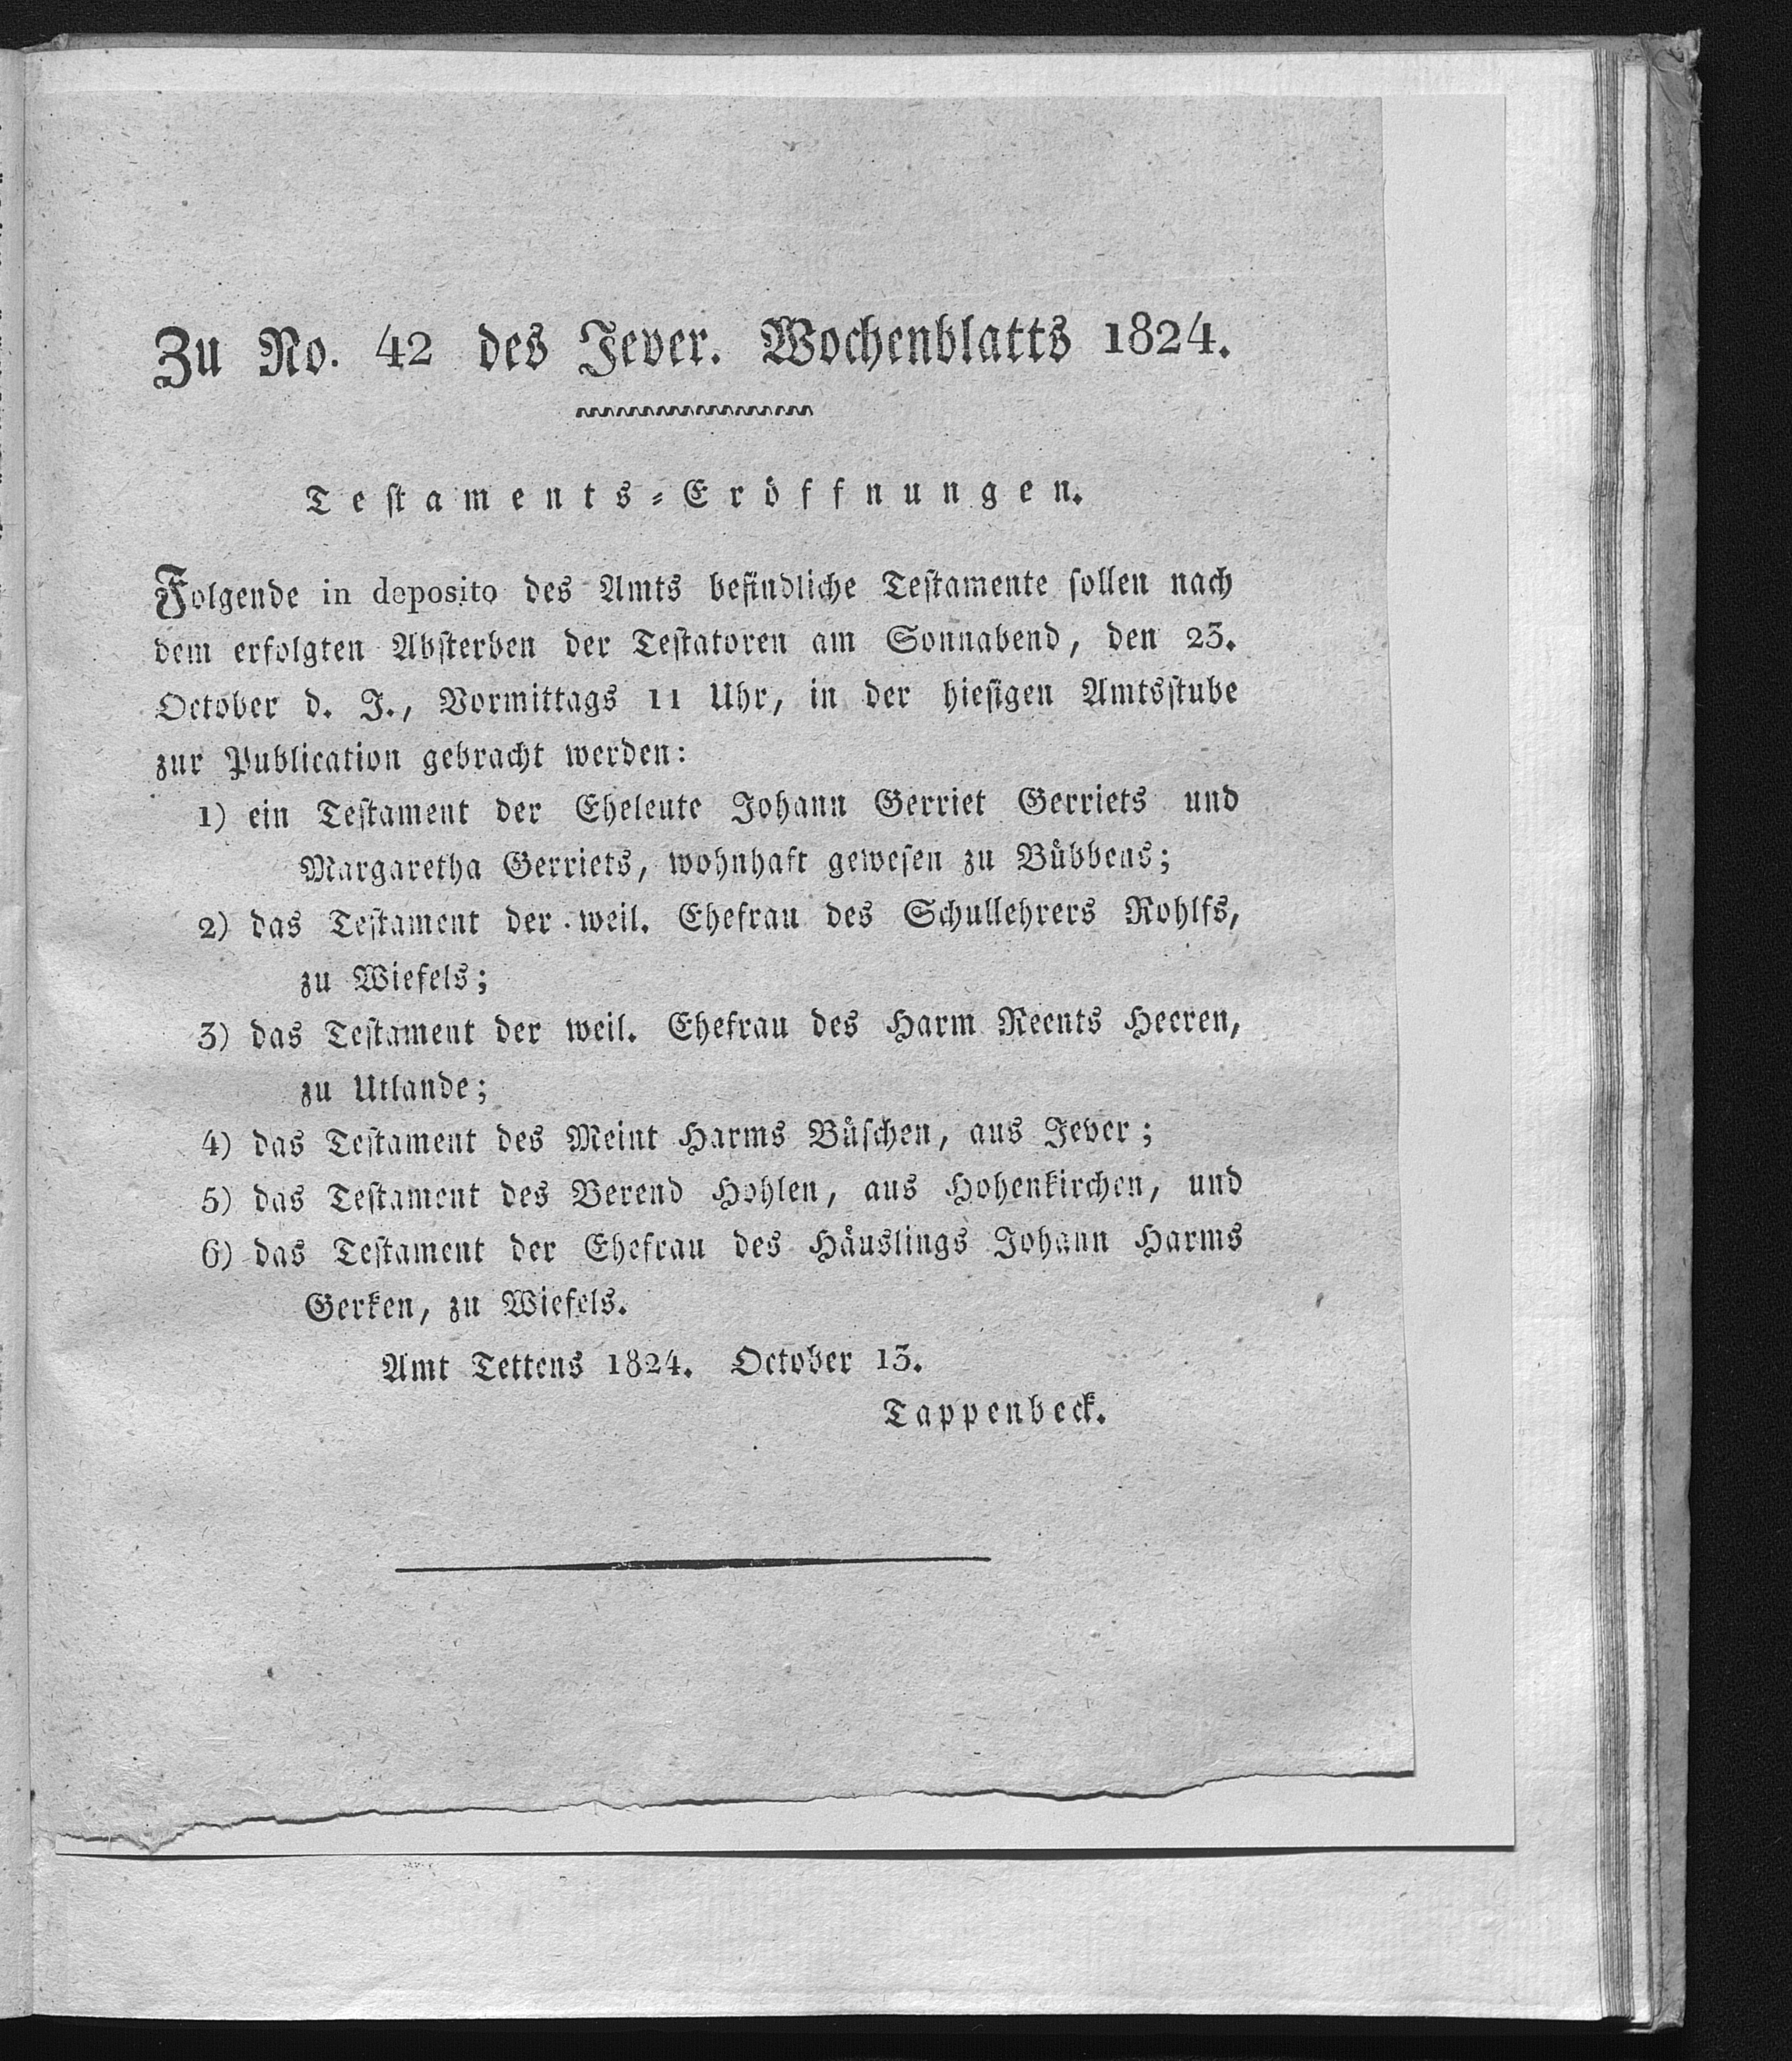 Zu No. 42 des Jever. Wochenblatts 1824.
Teſtaments⸗Eröffnungen.
Folgende in deposito des Amts befindliche Teſtamente ſollen nach
dem erfolgten Abſterben der Teſtatoren am Sonnabend, den 23.
October d. J., Vormittags 11 Uhr, in der hieſigen Amtsſtube
zur Publication gebracht werden:
1) ein Teſtament der Eheleute Johann Gerriet Gerriets und
Margaretha Gerriets, wohnhaft geweſen zu Bübbens;
2) das Teſtament der weil. Ehefrau des Schullehrers Rohlfs,
zu Wiefels;
3) das Teſtament der weil. Ehefrau des Harm Reents Heeren,
zu Utlande;
4) das Teſtament des Meint Harms Büſchen, aus Jever;
5) das Teſtament des Berend Hohlen, aus Hohenkirchen, und
6) das Teſtament der Ehefrau des Häuslings Johann Harms
Gerken, zu Wiefels.
Amt Tettens 1824. October 13.
Tappenbeck.